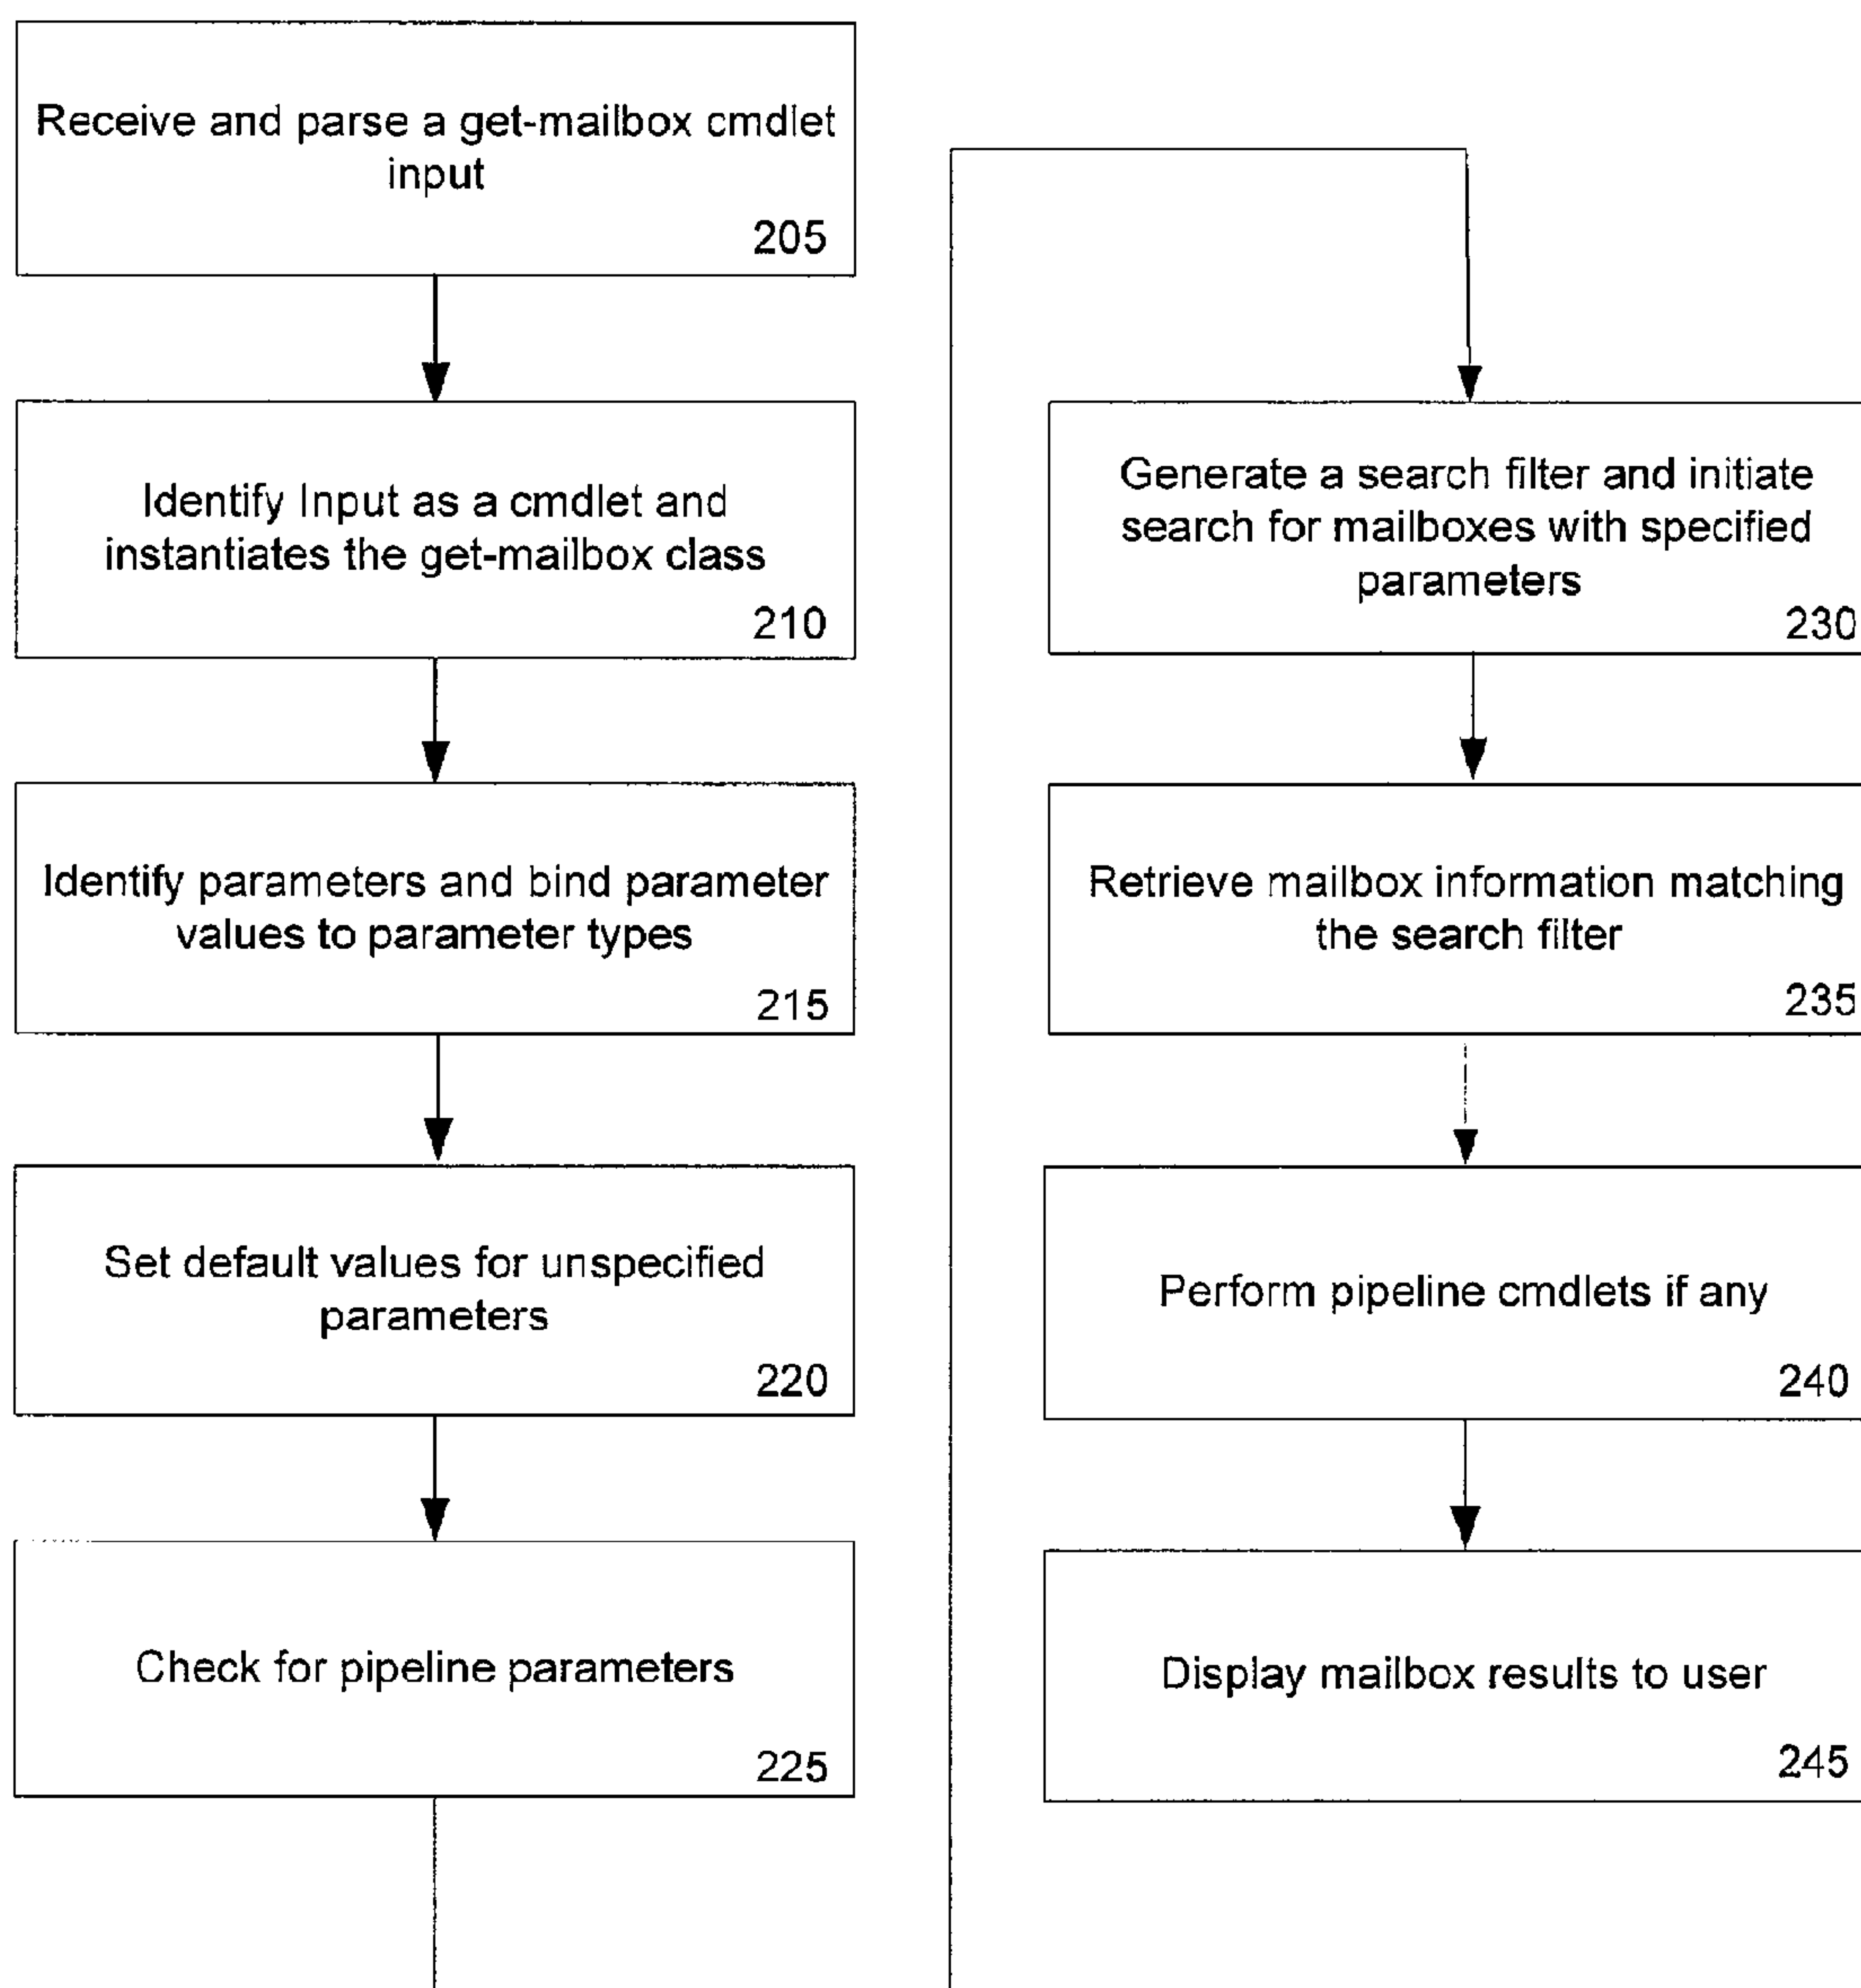 Receive and parse a get-mailbox cmdlet
input
205
Identify Input as a cmdlet and
instantiates the get-mailbox class
210
Identify parameters and bind parameter
values to parameter types
215
Set default values for unspecified
parameters
220
Check for pipeline parameters
225
Generate a search filter and initiate
search for mailboxes with specified
parameters
230
Retrieve mailbox information matching
the search filter
235
Perform pipeline cmdlets if any
240
Display mailbox results to user
245